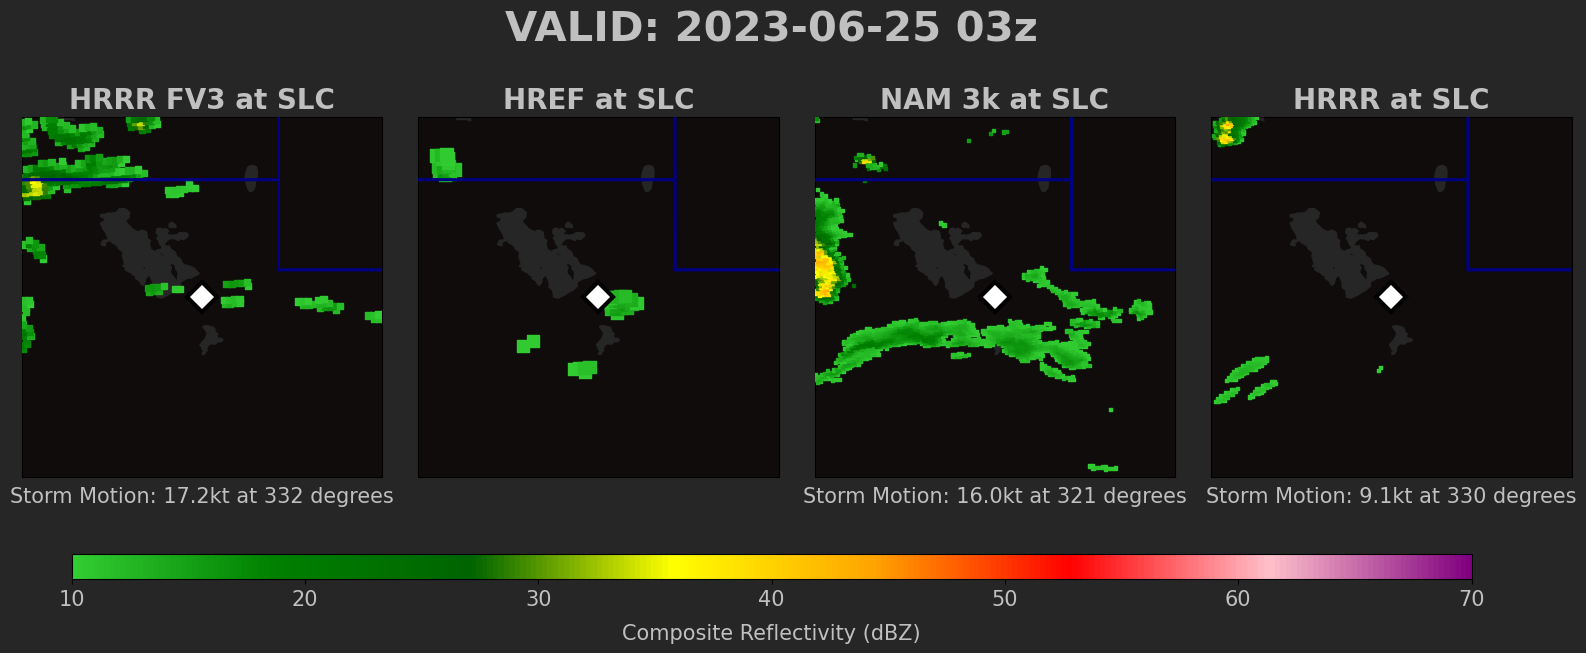 VALID: 2023-06-25 03z
HRRR FV3 at SLC
HREF at SLC
NAM 3k at SLC
HRRR at SLC
Storm Motion: 17.2kt at 332 degrees
Storm Motion: 16.0kt at 321 degrees
Storm Motion: 9.1kt at 330 degrees
10 20 30 40 50 60 70
Composite Reflectivity (dBZ)